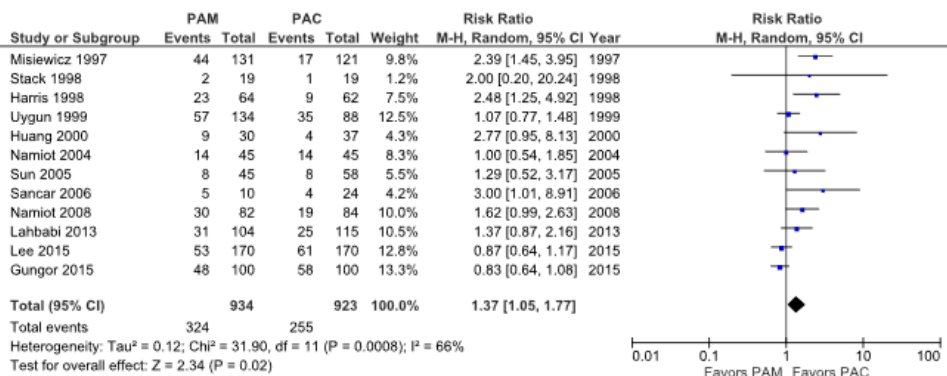 PAM PAC Risk Ratio Risk Ratio
Study or Subgroup Events Total Events Total Weight M-H, Random, 95% CI Year M-H, Random, 95% CI
Misiewicz 1997 44 131 17 121 9.8% 2.39 [1.45, 3.95] 1997
Stack 1998 2 19 1 19 1.2% 2.00 [0.20, 20.24] 1998
Harris 1998 23 64 9 62 7.5% 2.48 [1.25, 4.92] 1998
Uygun 1999 57 134 35 88 12.5% 1.07 [0.77, 1.48] 1999
Huang 2000 9 30 4 37 4.3% 2.77 [0.95, 8.13] 2000
Namiot 2004 14 45 14 45 8.3% 1.00 [0.54, 1.85] 2004
Sun 2005 8 45 8 58 5.5% 1.29 [0.52, 3.17] 2005
Sancar 2006 5 10 4 24 4.2% 3.00 [1.01, 8.91] 2006
Namiot 2008 30 82 19 84 10.0% 1.62 [0.99, 2.63] 2008
Lahbabi 2013 31 104 25 115 10.5% 1.37 [0.87, 2.16] 2013
Lee 2015 53 170 61 170 12.8% 0.87 [0.64, 1.17] 2015
Gungor 2015 48 100 58 100 13.3% 0.83 [0.64, 1.08] 2015
Total (95% CI) 934 923 100.0% 1.37 [1.05, 1.77]
Total events 324 255
Heterogeneity: Tau² = 0.12; Chi² = 31.90, df = 11 (P = 0.0008); I² = 66%
Test for overall effect: Z = 2.34 (P = 0.02)
0.01 0.1 1 10 100
Favors PAM Favors PAC